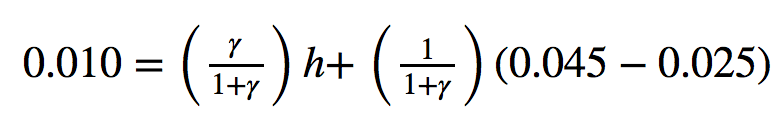 0.010 = (γ/(1+γ)) h+ (1/(1+γ)) (0.045 − 0.025)